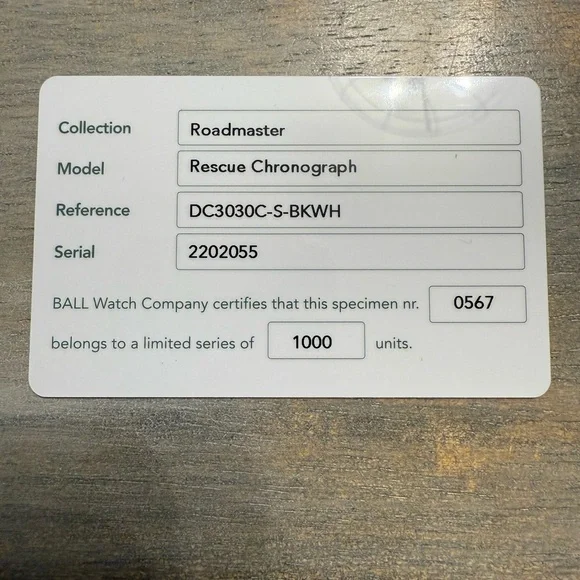 Collection Roadmaster
Model Rescue Chronograph
Reference DC3030C-S-BKWH
Serial 2202055
BALL Watch Company certifies that this specimen nr. 0567
belongs to a limited series of 1000 units.